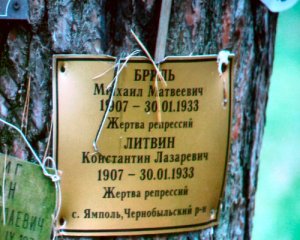 БРИЛЬ
Михаил Матвеевич
1907 - 30.01.1933
Жертва репрессий
ЛИТВИН
Константин Лазаревич
1907 - 30.01.1933
Жертва репрессий
с. Ямполь, Чернобыльский р-н